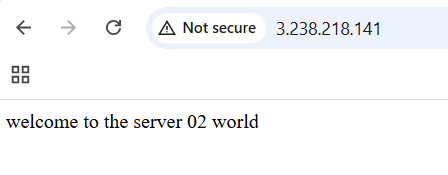 Not secure 3.238.218.141
welcome to the server 02 world